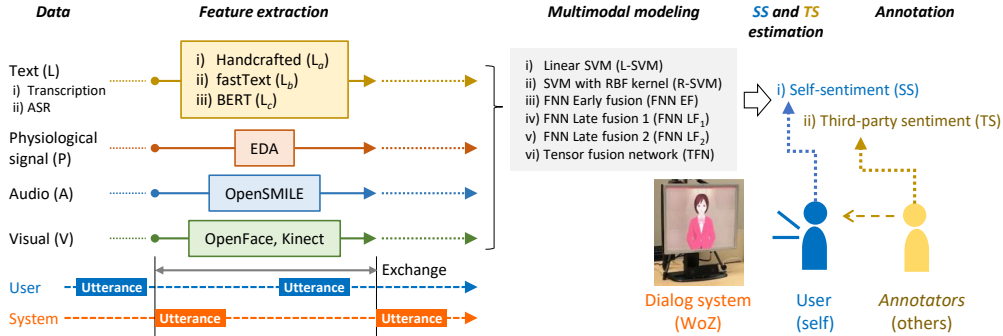 Data
Feature extraction
Multimodal modeling
SS and TS
estimation
Annotation
Text (L)
i) Transcription
ii) ASR
i) Handcrafted (Lₐ)
ii) fastText (L_b)
iii) BERT (L_c)
Physiological
signal (P)
EDA
Audio (A)
OpenSMILE
Visual (V)
OpenFace, Kinect
i) Linear SVM (L-SVM)
ii) SVM with RBF kernel (R-SVM)
iii) FNN Early fusion (FNN EF)
iv) FNN Late fusion 1 (FNN LF₁)
v) FNN Late fusion 2 (FNN LF₂)
vi) Tensor fusion network (TFN)
i) Self-sentiment (SS)
ii) Third-party sentiment (TS)
Exchange
User
Utterance
Utterance
System
Utterance
Utterance
Dialog system
(WoZ)
User
(self)
Annotators
(others)